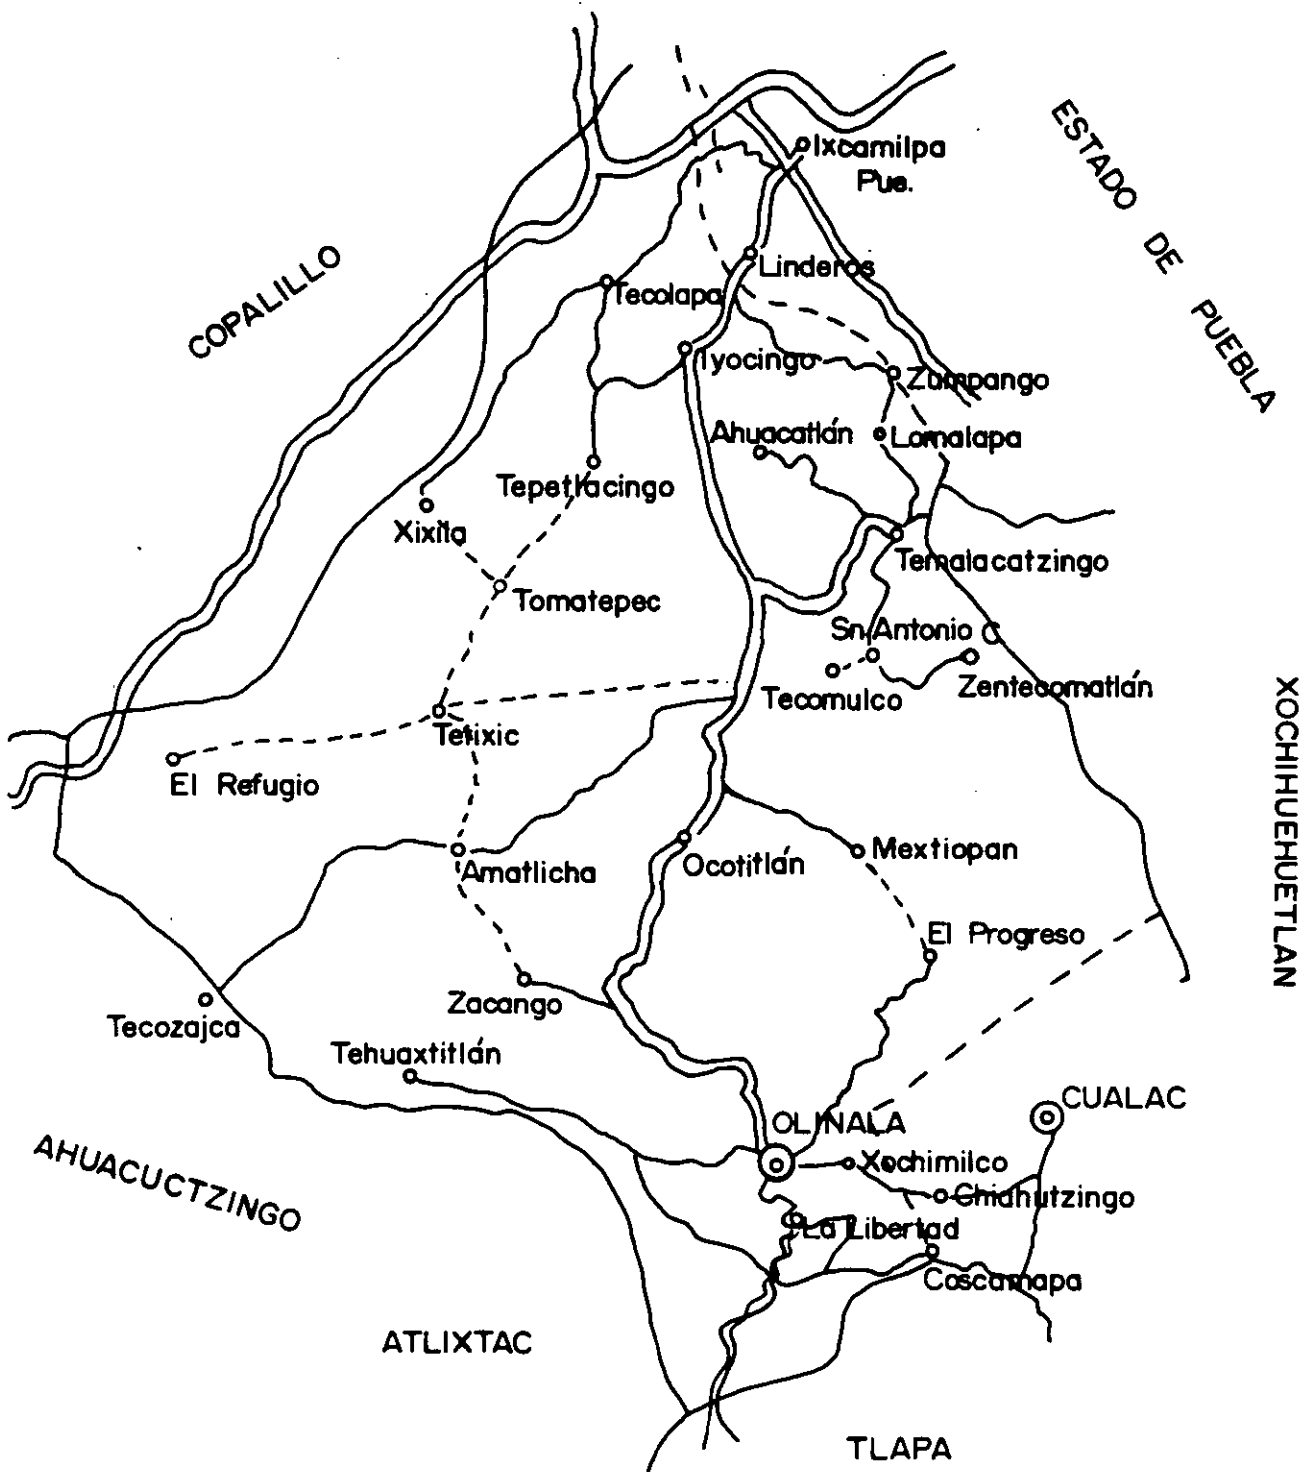 Ixcamilpa
Pue.
ESTADO DE PUEBLA
COPALILLO
Linderos
Tecolapa
Iyocingo
Zumpango
Ahuacatlán
Lomalapa
Tepetlacingo
Xixila
Temalacatzingo
Tomatepec
Sn Antonio C
Tecomulco
Zentecomatlán
XOCHIHUEHUETLAN
Tetixic
El Refugio
Amatlicha
Ocotitlán
Mextiopan
El Progreso
Zacango
Tecozajca
Tehuaxtitlán
CUALAC
OLINALA
AHUACUCTZINGO
Xochimilco
Chiahutzingo
La Libertad
Coscamapa
ATLIXTAC
TLAPA